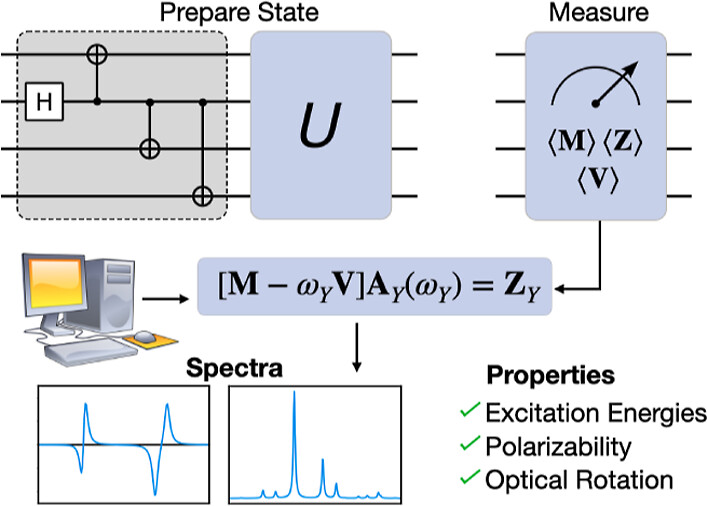 Prepare State
Measure
H
U
⟨M⟩ ⟨Z⟩
⟨V⟩
[M − ω_Y V]A_Y(ω_Y) = Z_Y
Spectra
Properties
✓ Excitation Energies
✓ Polarizability
✓ Optical Rotation